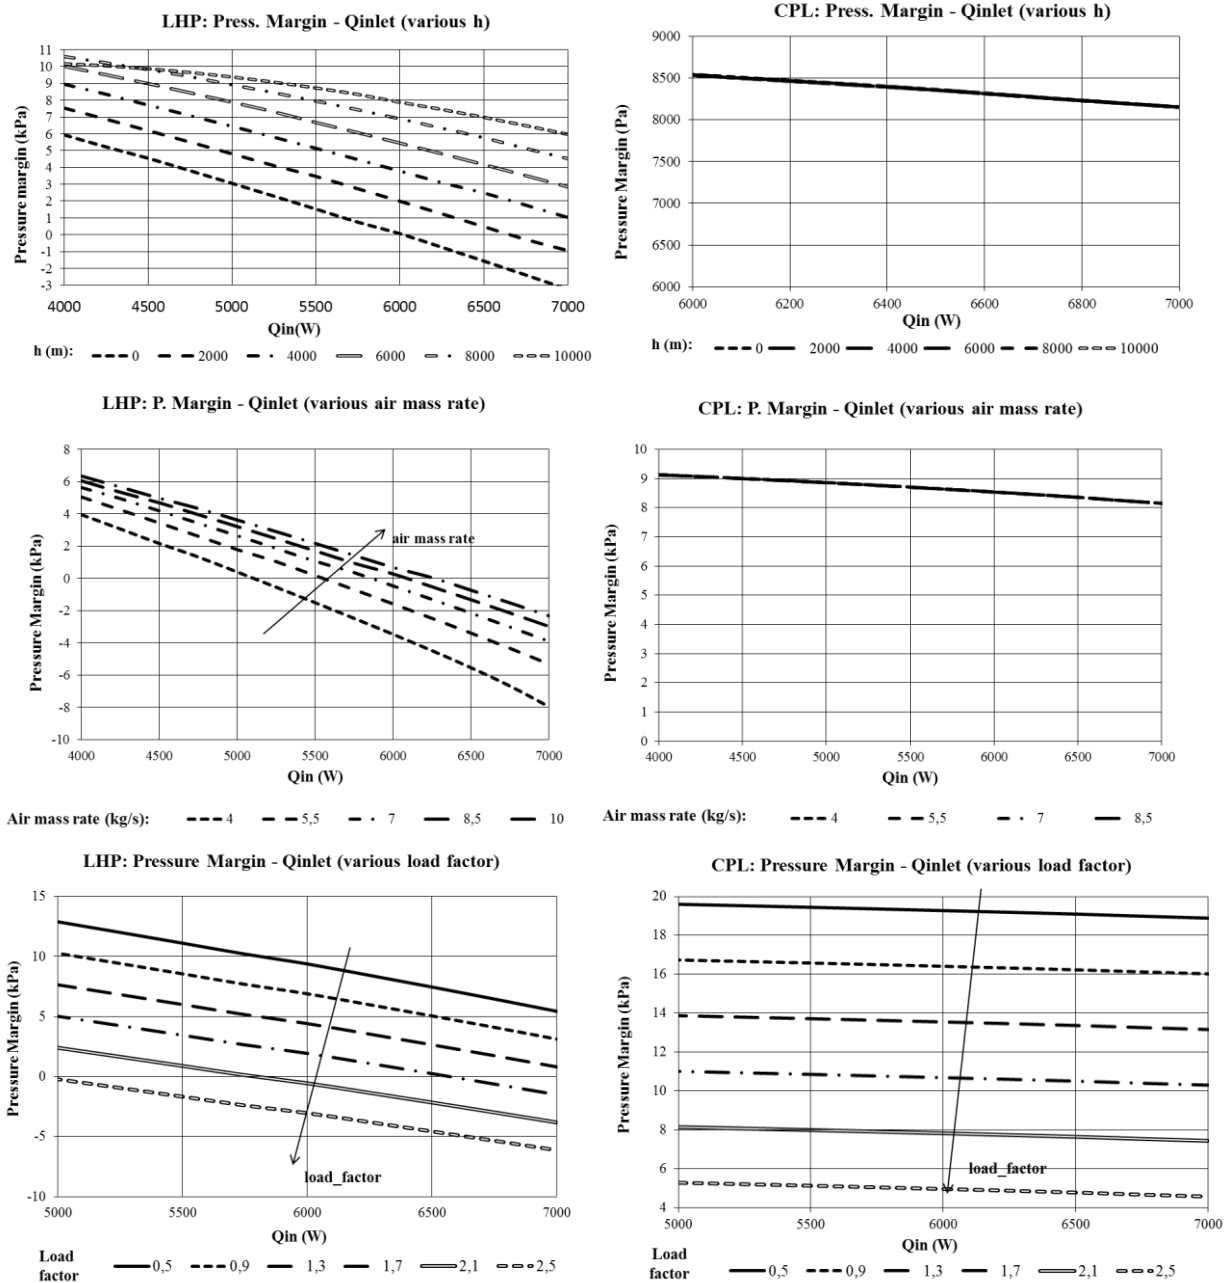 LHP: Press. Margin - Qinlet (various h)
Pressure margin (kPa)
11
10
9
8
7
6
5
4
3
2
1
0
-1
-2
-3
4000 4500 5000 5500 6000 6500 7000
Qin(W)
h (m): 0 2000 4000 6000 8000 10000
CPL: Press. Margin - Qinlet (various h)
Pressure Margin (Pa)
9000
8500
8000
7500
7000
6500
6000
6000 6200 6400 6600 6800 7000
Qin (W)
h (m): 0 2000 4000 6000 8000 10000
LHP: P. Margin - Qinlet (various air mass rate)
Pressure Margin (kPa)
8
6
4
2
0
-2
-4
-6
-8
-10
air mass rate
4000 4500 5000 5500 6000 6500 7000
Qin (W)
Air mass rate (kg/s): 4 5,5 7 8,5 10
CPL: P. Margin - Qinlet (various air mass rate)
Pressure Margin (kPa)
10
9
8
7
6
5
4
3
2
1
0
4000 4500 5000 5500 6000 6500 7000
Qin (W)
Air mass rate (kg/s): 4 5,5 7 8,5
LHP: Pressure Margin - Qinlet (various load factor)
Pressure Margin (kPa)
15
10
5
0
-5
-10
load_factor
5000 5500 6000 6500 7000
Qin (W)
Load
factor 0,5 0,9 1,3 1,7 2,1 2,5
CPL: Pressure Margin - Qinlet (various load factor)
Pressure Margin (kPa)
20
18
16
14
12
10
8
6
4
load_factor
5000 5500 6000 6500 7000
Qin (W)
Load
factor 0,5 0,9 1,3 1,7 2,1 2,5